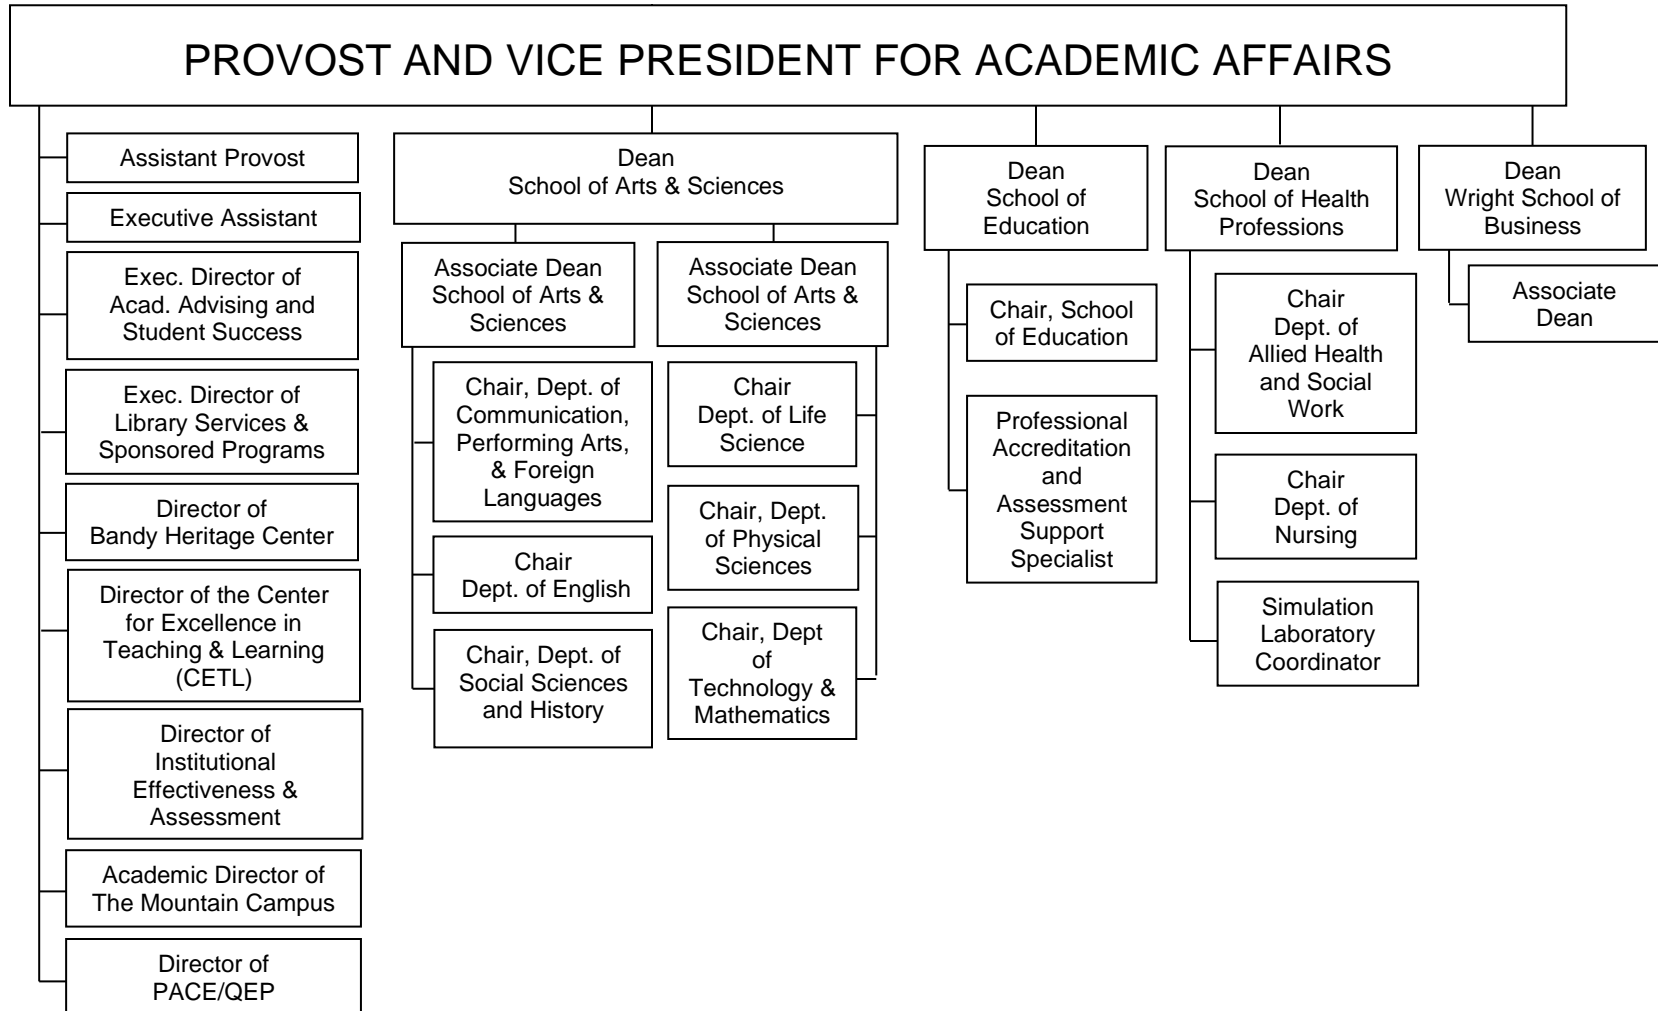 PROVOST AND VICE PRESIDENT FOR ACADEMIC AFFAIRS
Assistant Provost
Executive Assistant
Exec. Director of
Acad. Advising and
Student Success
Exec. Director of
Library Services &
Sponsored Programs
Director of
Bandy Heritage Center
Director of the Center
for Excellence in
Teaching & Learning
(CETL)
Director of
Institutional
Effectiveness &
Assessment
Academic Director of
The Mountain Campus
Director of
PACE/QEP
Dean
School of Arts & Sciences
Associate Dean
School of Arts &
Sciences
Chair, Dept. of
Communication,
Performing Arts,
& Foreign
Languages
Chair
Dept. of English
Chair, Dept. of
Social Sciences
and History
Associate Dean
School of Arts &
Sciences
Chair
Dept. of Life
Science
Chair, Dept.
of Physical
Sciences
Chair, Dept
of
Technology &
Mathematics
Dean
School of
Education
Chair, School
of Education
Professional
Accreditation
and
Assessment
Support
Specialist
Dean
School of Health
Professions
Chair
Dept. of
Allied Health
and Social
Work
Chair
Dept. of
Nursing
Simulation
Laboratory
Coordinator
Dean
Wright School of
Business
Associate
Dean